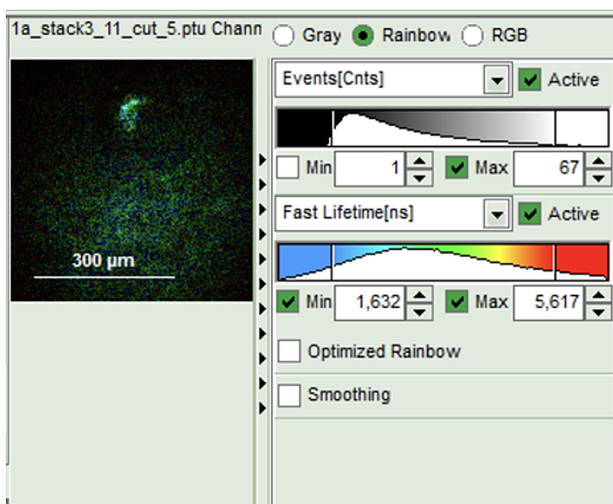 1a_stack3_11_cut_5.ptu Chann
Gray Rainbow RGB
Events[Cnts] Active
Min 1 Max 67
Fast Lifetime[ns] Active
300 µm
Min 1,632 Max 5,617
Optimized Rainbow
Smoothing